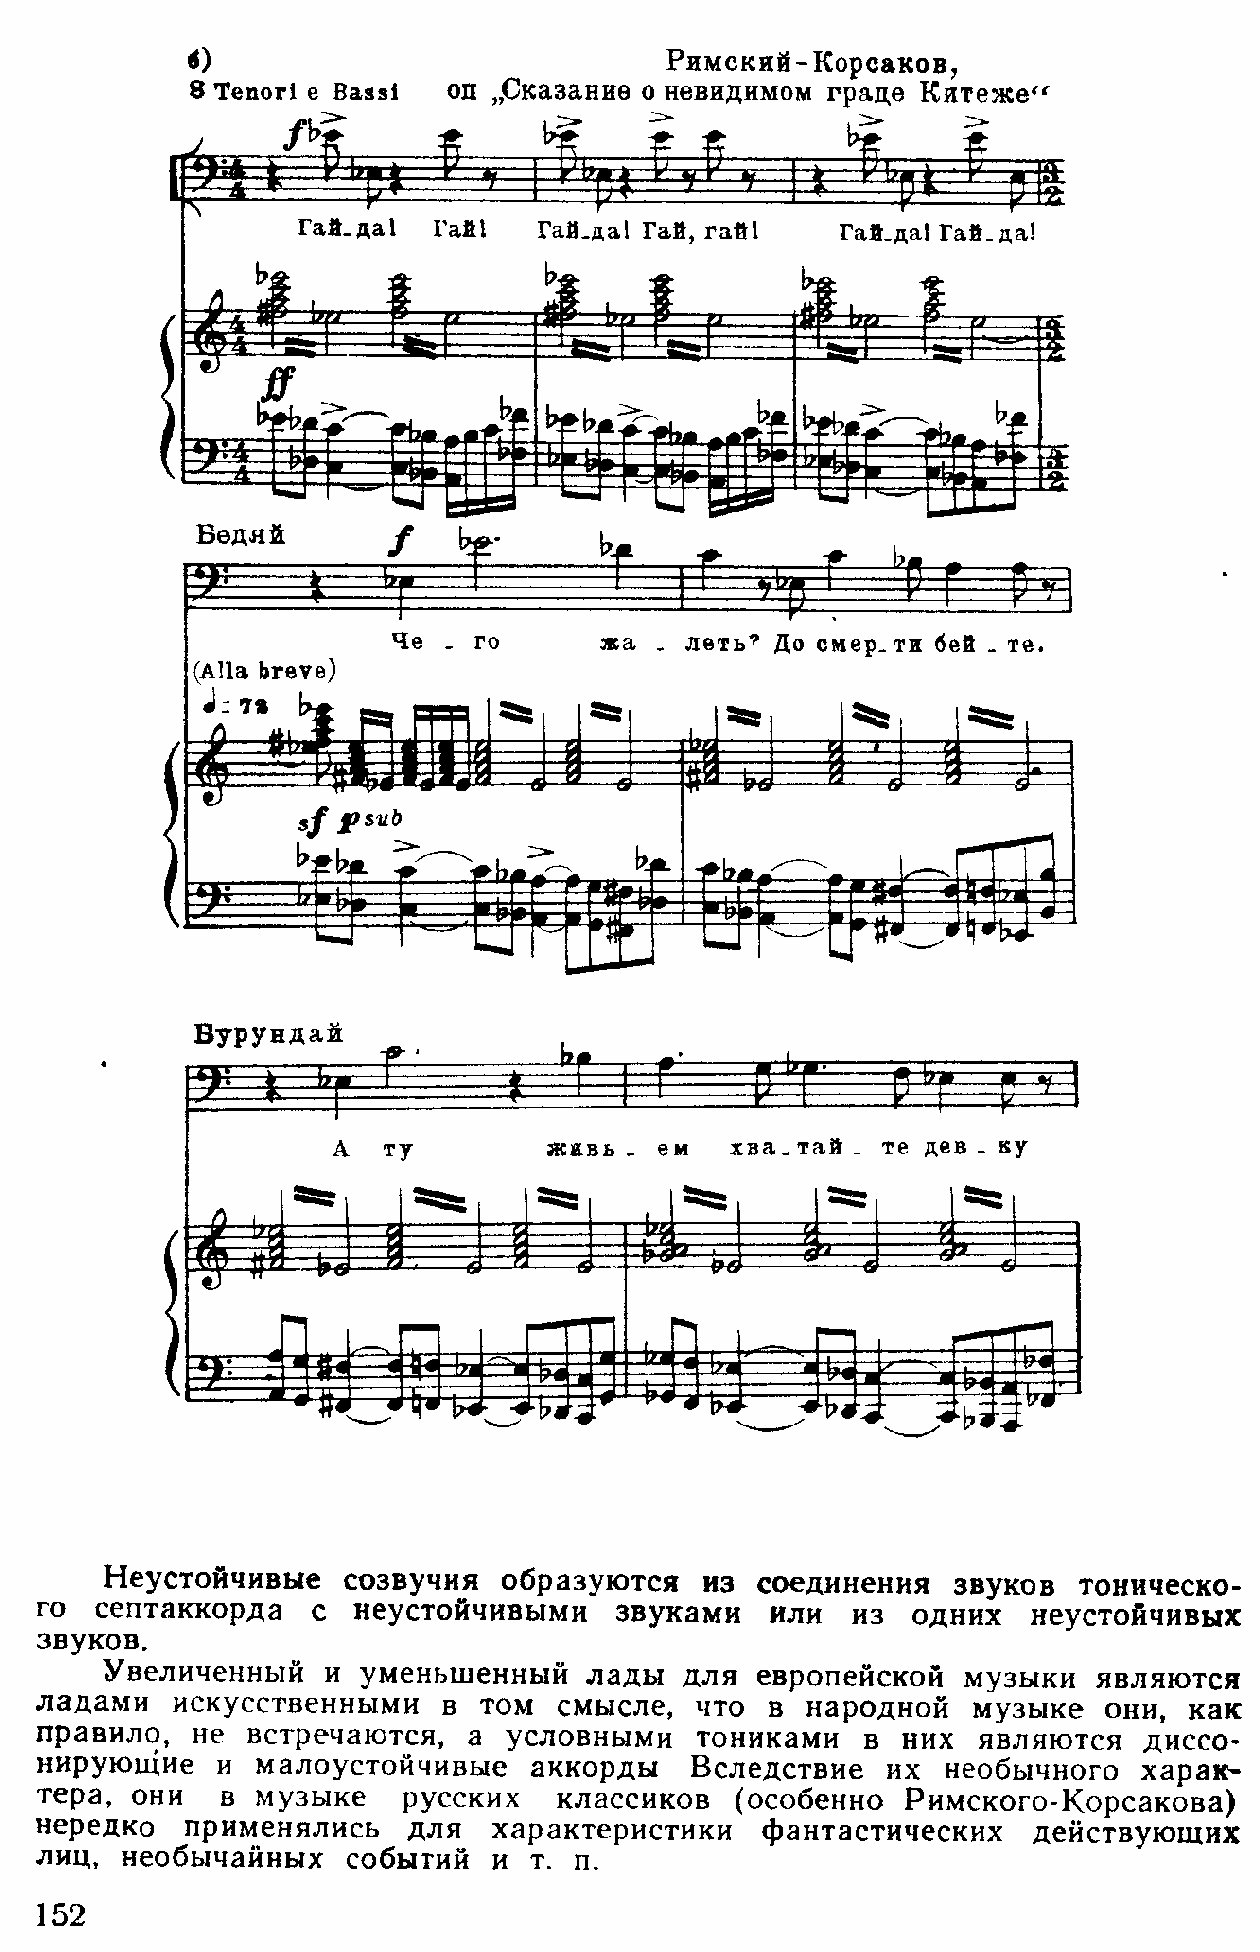 б)
Римский-Корсаков,
8 Tenori e Bassi оп „Сказание о невидимом граде Китеже“
f
Гай-да! Гай! Гай-да! Гай, гай! Гай-да! Гай-да!
ff
Бедяй f
Че - го жа - леть? До смер-ти бей - те.
(Alla breve)
♩= 72
sf p sub
Бурундай
А ту живь - ем хва-тай - те дев - ку
Неустойчивые созвучия образуются из соединения звуков тоническо-
го септаккорда с неустойчивыми звуками или из одних неустойчивых
звуков.
Увеличенный и уменьшенный лады для европейской музыки являются
ладами искусственными в том смысле, что в народной музыке они, как
правило, не встречаются, а условными тониками в них являются диссо-
нирующие и малоустойчивые аккорды Вследствие их необычного харак-
тера, они в музыке русских классиков (особенно Римского-Корсакова)
нередко применялись для характеристики фантастических действующих
лиц, необычайных событий и т. п.
152